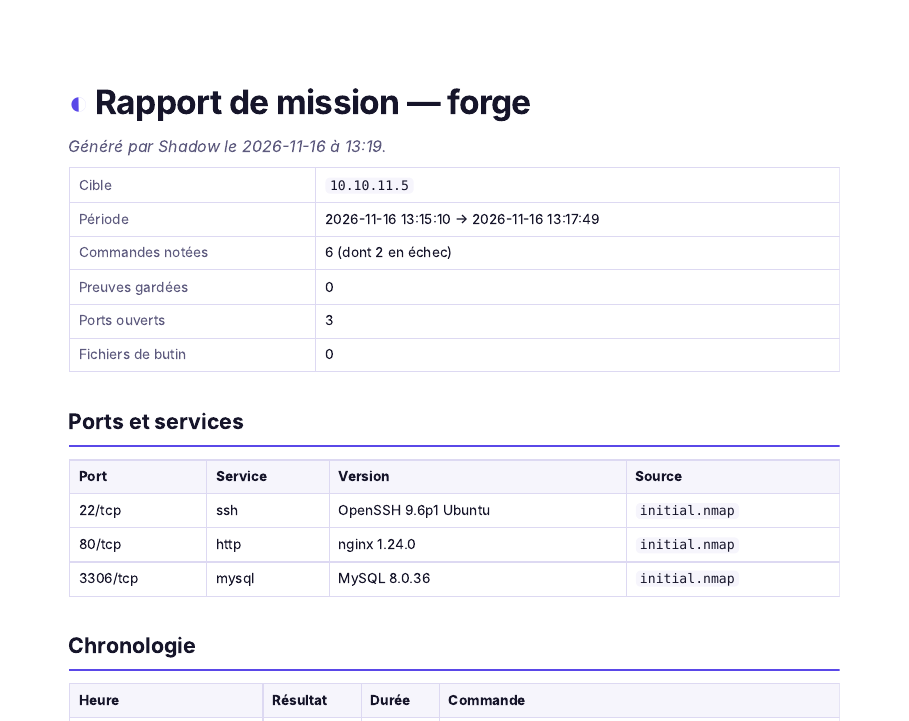 Rapport de mission — forge
Généré par Shadow le 2026-11-16 à 13:19.
Cible 10.10.11.5
Période 2026-11-16 13:15:10 → 2026-11-16 13:17:49
Commandes notées 6 (dont 2 en échec)
Preuves gardées 0
Ports ouverts 3
Fichiers de butin 0
Ports et services
Port Service Version Source
22/tcp ssh OpenSSH 9.6p1 Ubuntu initial.nmap
80/tcp http nginx 1.24.0 initial.nmap
3306/tcp mysql MySQL 8.0.36 initial.nmap
Chronologie
Heure Résultat Durée Commande